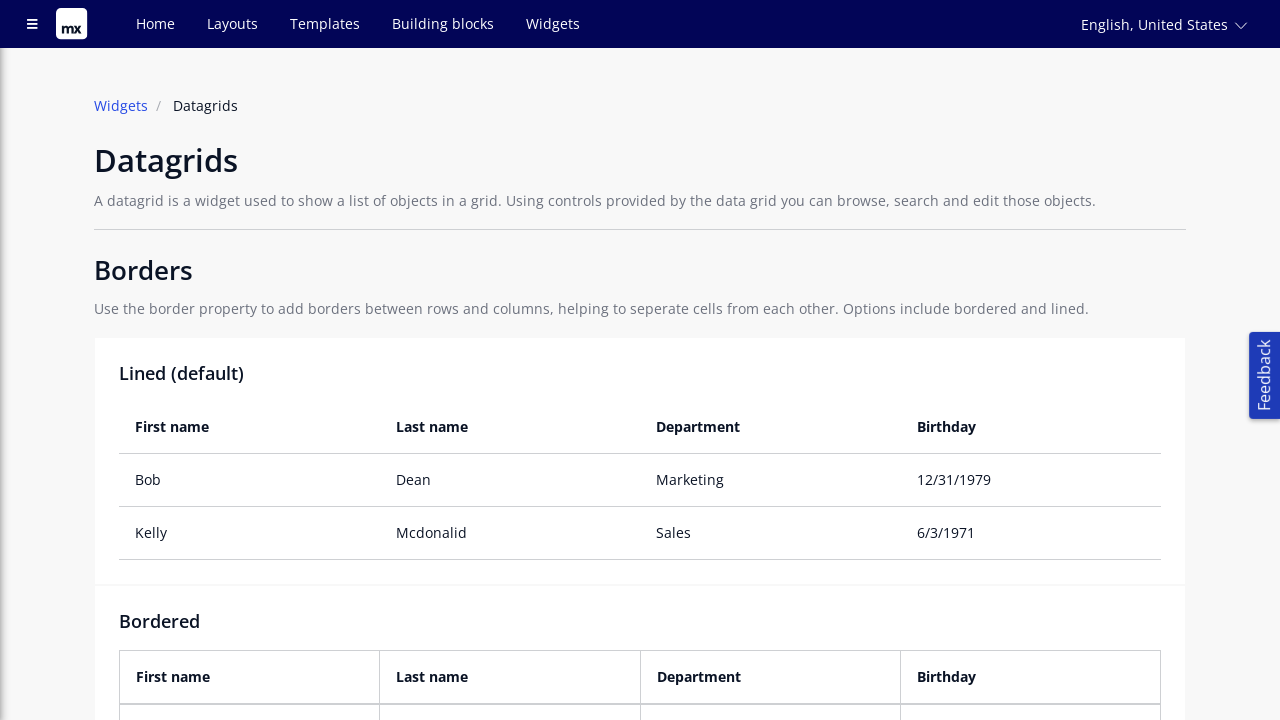 mx
Home
Layouts
Templates
Building blocks
Widgets
English, United States
Widgets / Datagrids
Datagrids
A datagrid is a widget used to show a list of objects in a grid. Using controls provided by the data grid you can browse, search and edit those objects.
Borders
Use the border property to add borders between rows and columns, helping to seperate cells from each other. Options include bordered and lined.
Feedback
Lined (default)
First name Last name Department Birthday
Bob Dean Marketing 12/31/1979
Kelly Mcdonalid Sales 6/3/1971
Bordered
First name Last name Department Birthday